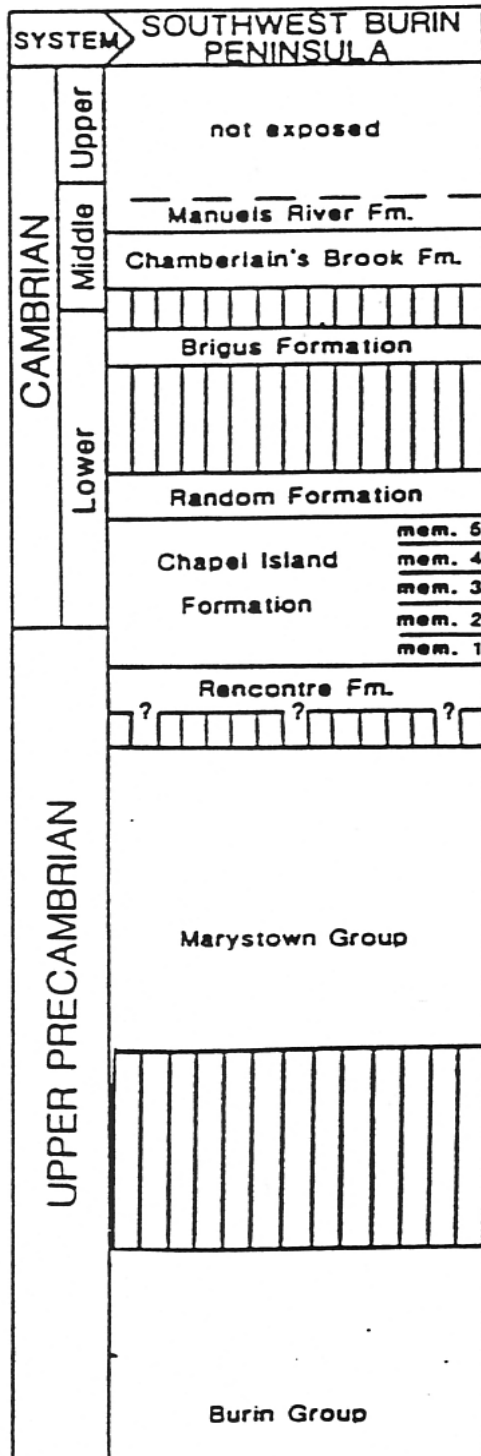 SYSTEM
SOUTHWEST BURIN
PENINSULA
CAMBRIAN
Upper
Middle
Lower
UPPER PRECAMBRIAN
not exposed
Manuels River Fm.
Chamberlain's Brook Fm.
Brigus Formation
Random Formation
Chapel Island
Formation
mem. 5
mem. 4
mem. 3
mem. 2
mem. 1
Rencontre Fm.
? ? ?
Marystown Group
Burin Group